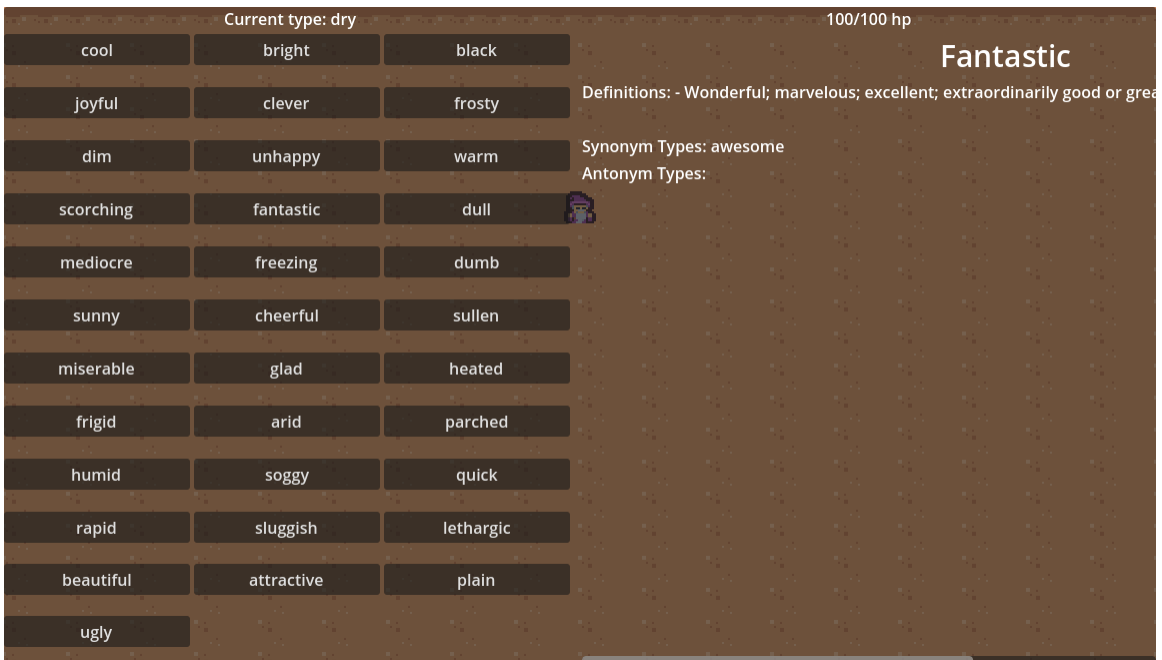 Current type: dry
100/100 hp
cool
bright
black
joyful
clever
frosty
dim
unhappy
warm
scorching
fantastic
dull
mediocre
freezing
dumb
sunny
cheerful
sullen
miserable
glad
heated
frigid
arid
parched
humid
soggy
quick
rapid
sluggish
lethargic
beautiful
attractive
plain
ugly
Fantastic
Definitions: - Wonderful; marvelous; excellent; extraordinarily good or
Synonym Types: awesome
Antonym Types: